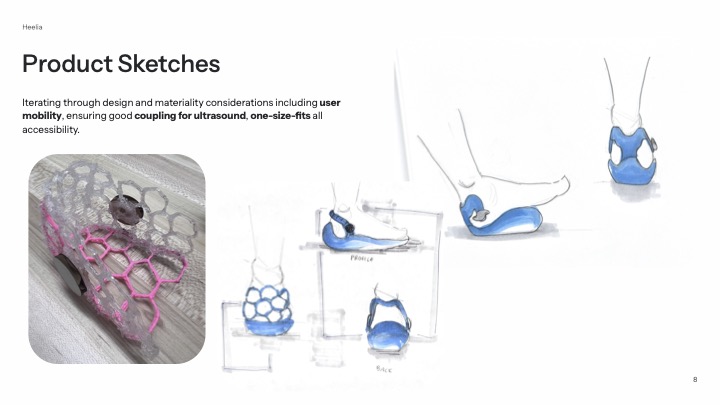 Heelia
Product Sketches
Iterating through design and materiality considerations including user
mobility, ensuring good coupling for ultrasound, one-size-fits all
accessibility.
PROFILE
BACK
8